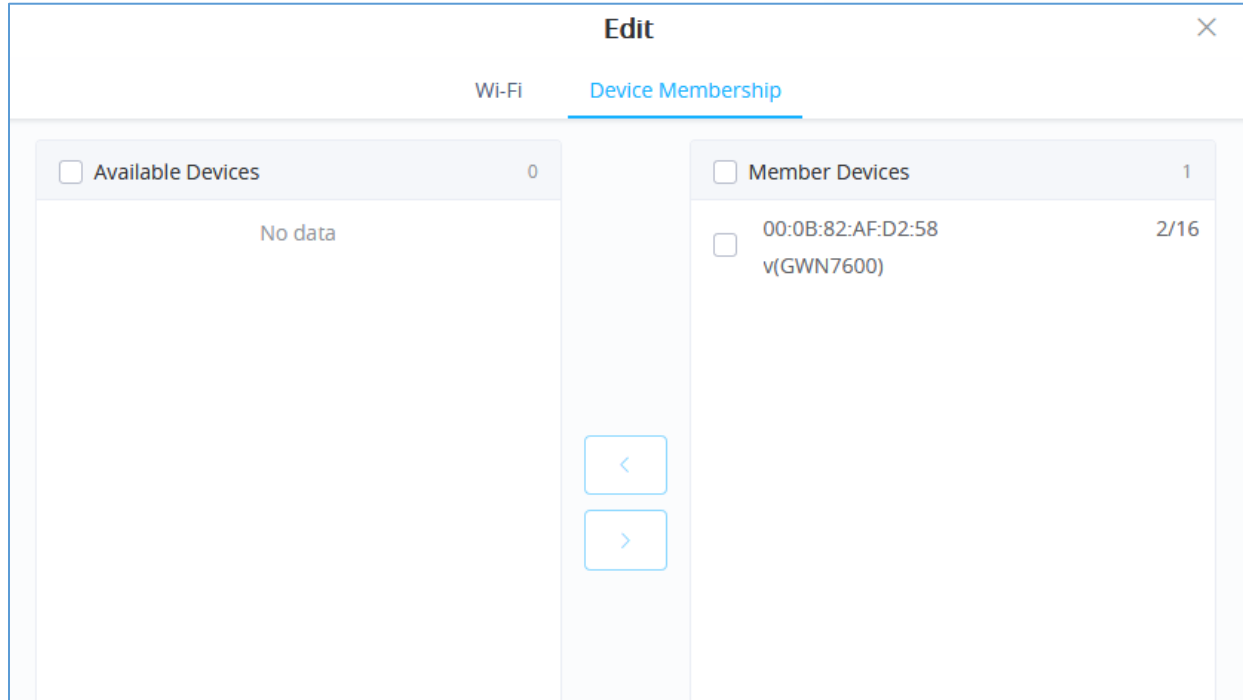 Edit
Wi-Fi
Device Membership
Available Devices 0
No data
Member Devices 1
00:0B:82:AF:D2:58 2/16
v(GWN7600)